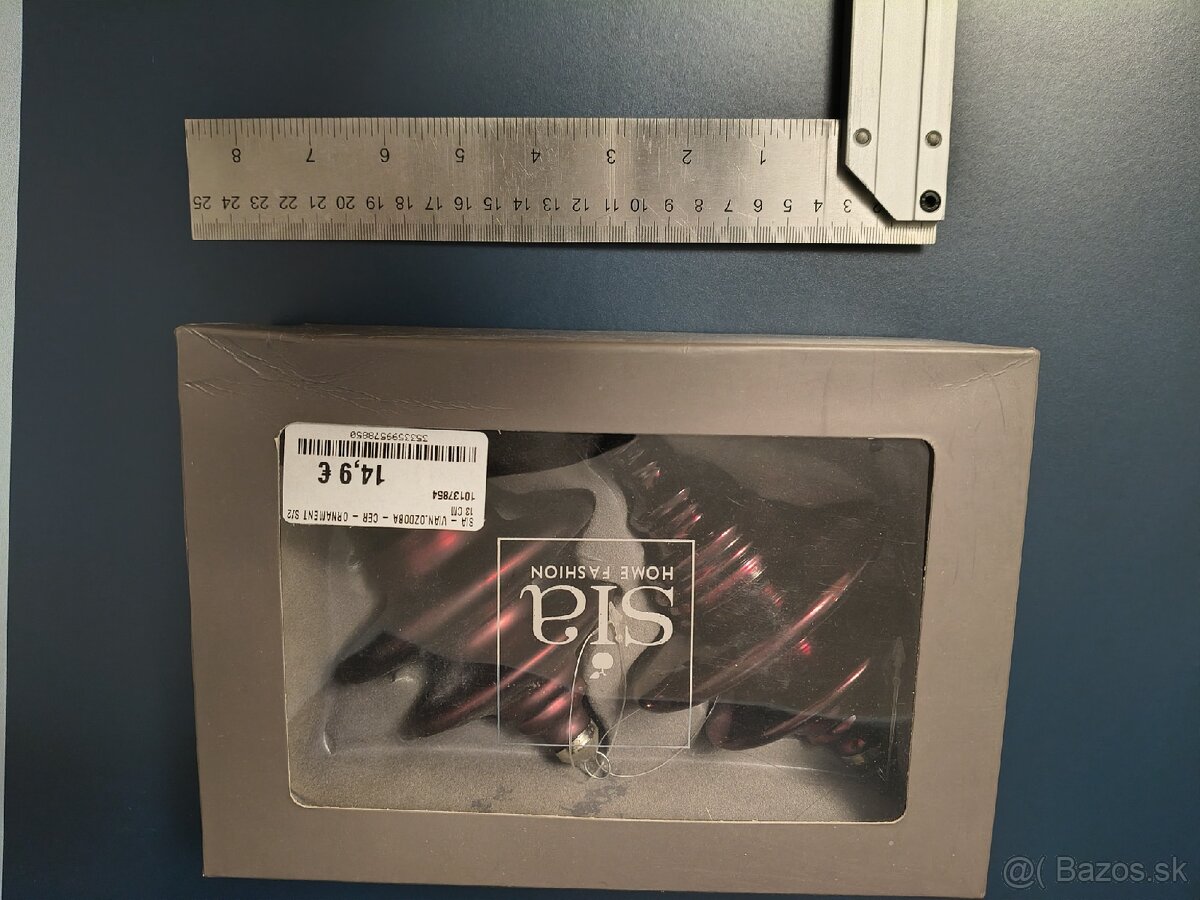 8 7 6 5 4 3 2 1
25 24 23 22 21 20 19 18 17 16 15 14 13 12 11 10 9 8 7 6 5 4 3 2
SIA - VIAN.OZDOBA - CER - ORNAMENT S/2
13 CM
10137854
14,9 €
3533599578850
sia
HOME FASHION
@( Bazos.sk